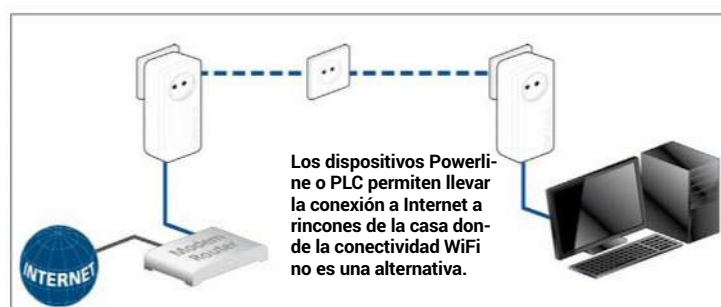 Los dispositivos Powerli-
ne o PLC permiten llevar
la conexión a Internet a
rincones de la casa don-
de la conectividad WiFi
no es una alternativa.
Modem
Router
INTERNET